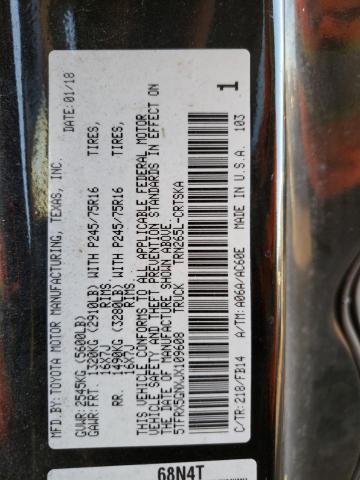 MFD.BY: TOYOTA MOTOR MANUFACTURING, TEXAS, INC.
DATE: 01/18
GVWR: 2545KG (5600LB)
GAWR: FRT. 1320KG (2910LB) WITH P245/75R16 TIRES,
16X7J RIMS.
RR. 1490KG (3280LB) WITH P245/75R16 TIRES,
16X7J RIMS.
THIS VEHICLE CONFORMS TO ALL APPLICABLE FEDERAL MOTOR
VEHICLE SAFETY AND THEFT PREVENTION STANDARDS IN EFFECT ON
THE DATE OF MANUFACTURE SHOWN ABOVE.
5TFRX5GNXJX109608 TRUCK TRN265L-CRTSKA
C/TR: 218/FB14 A/TM: A06A/AC60E MADE IN U.S.A. 103
1
68N4T